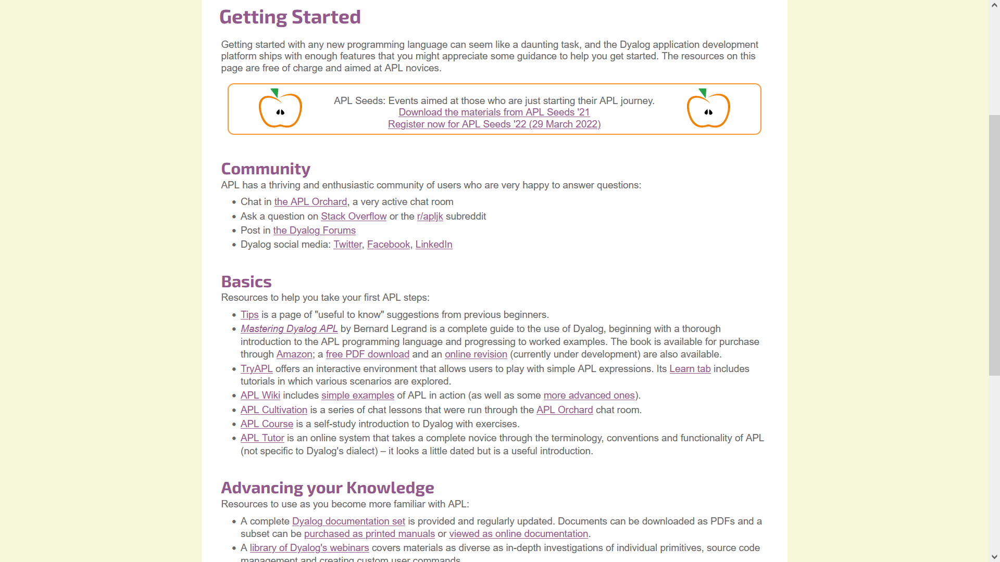 Getting Started
Getting started with any new programming language can seem like a daunting task, and the Dyalog application development
platform ships with enough features that you might appreciate some guidance to help you get started. The resources on this
page are free of charge and aimed at APL novices.
APL Seeds: Events aimed at those who are just starting their APL journey.
Download the materials from APL Seeds '21
Register now for APL Seeds '22 (29 March 2022)
Community
APL has a thriving and enthusiastic community of users who are very happy to answer questions:
• Chat in the APL Orchard, a very active chat room
• Ask a question on Stack Overflow or the r/apljk subreddit
• Post in the Dyalog Forums
• Dyalog social media: Twitter, Facebook, LinkedIn
Basics
Resources to help you take your first APL steps:
• Tips is a page of "useful to know" suggestions from previous beginners.
• Mastering Dyalog APL by Bernard Legrand is a complete guide to the use of Dyalog, beginning with a thorough
introduction to the APL programming language and progressing to worked examples. The book is available for purchase
through Amazon; a free PDF download and an online revision (currently under development) are also available.
• TryAPL offers an interactive environment that allows users to play with simple APL expressions. Its Learn tab includes
tutorials in which various scenarios are explored.
• APL Wiki includes simple examples of APL in action (as well as some more advanced ones).
• APL Cultivation is a series of chat lessons that were run through the APL Orchard chat room.
• APL Course is a self-study introduction to Dyalog with exercises.
• APL Tutor is an online system that takes a complete novice through the terminology, conventions and functionality of APL
(not specific to Dyalog's dialect) – it looks a little dated but is a useful introduction.
Advancing your Knowledge
Resources to use as you become more familiar with APL:
• A complete Dyalog documentation set is provided and regularly updated. Documents can be downloaded as PDFs and a
subset can be purchased as printed manuals or viewed as online documentation.
• A library of Dyalog's webinars covers materials as diverse as in-depth investigations of individual primitives, source code
management and creating custom user commands.